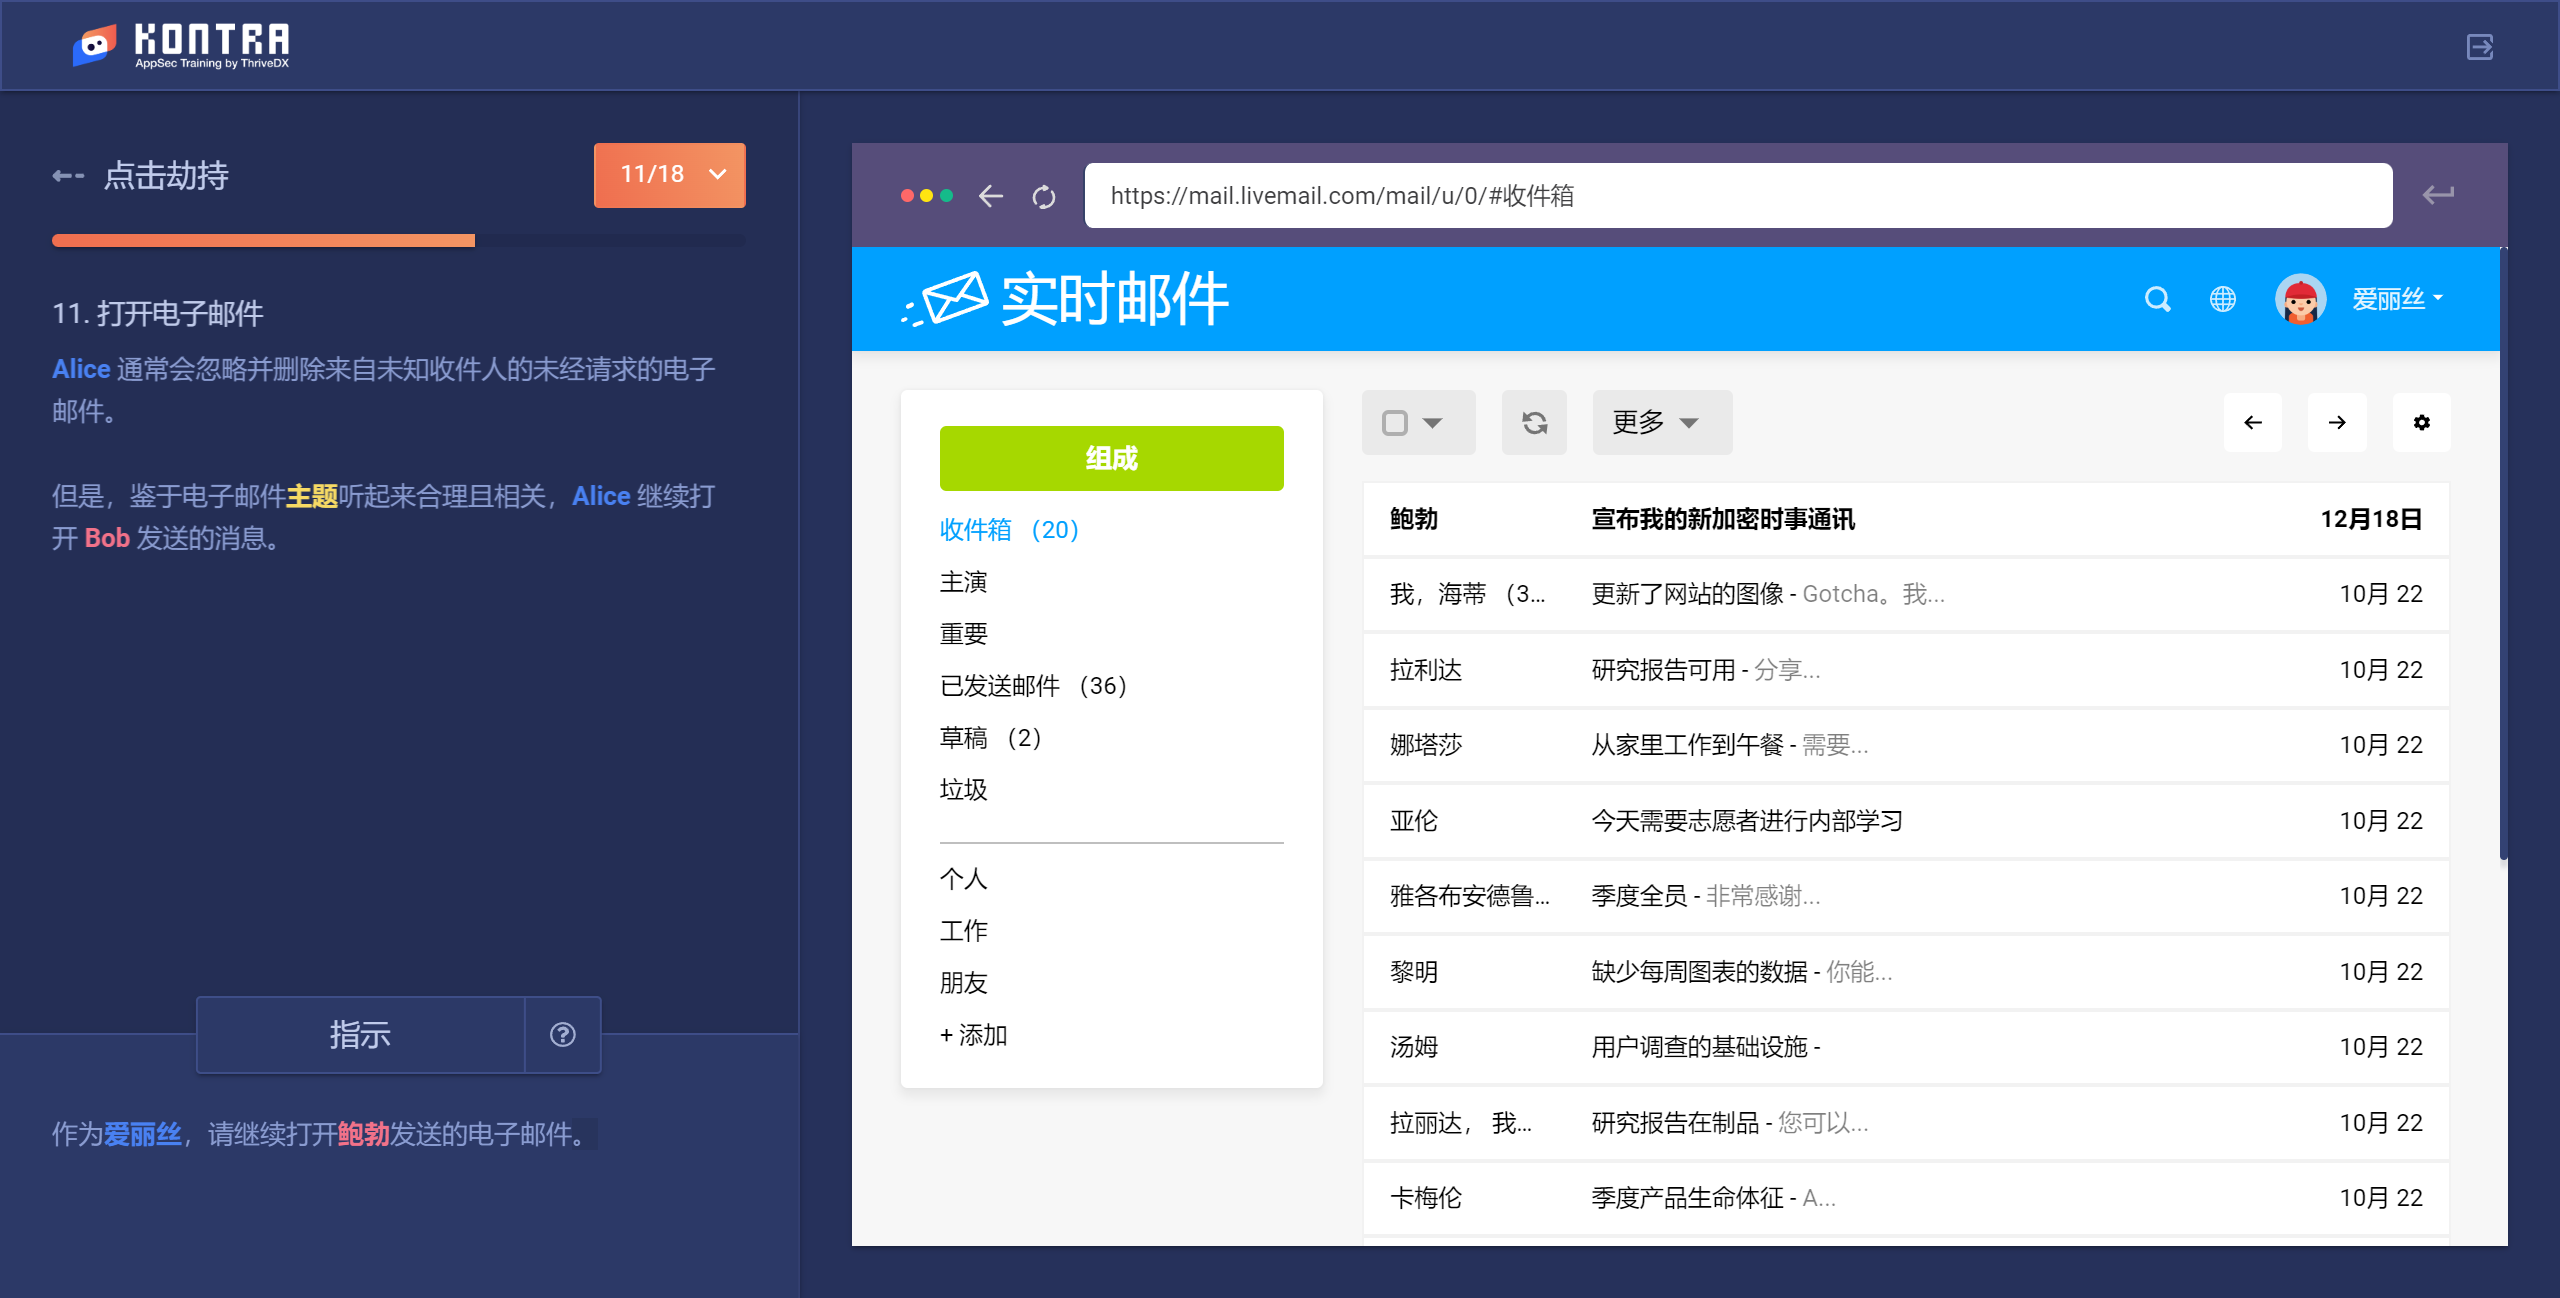 KONTRA
AppSec Training by ThriveDX
点击劫持
11/18
11. 打开电子邮件
Alice 通常会忽略并删除来自未知收件人的未经请求的电子
邮件。
但是，鉴于电子邮件主题听起来合理且相关，Alice 继续打
开 Bob 发送的消息。
指示
作为爱丽丝，请继续打开鲍勃发送的电子邮件。
https://mail.livemail.com/mail/u/0/#收件箱
实时邮件
爱丽丝
组成
收件箱 （20）
主演
重要
已发送邮件 （36）
草稿 （2）
垃圾
个人
工作
朋友
+ 添加
更多
鲍勃 宣布我的新加密时事通讯 12月18日
我，海蒂 （3... 更新了网站的图像 - Gotcha。我... 10月 22
拉利达 研究报告可用 - 分享... 10月 22
娜塔莎 从家里工作到午餐 - 需要... 10月 22
亚伦 今天需要志愿者进行内部学习 10月 22
雅各布安德鲁... 季度全员 - 非常感谢... 10月 22
黎明 缺少每周图表的数据 - 你能... 10月 22
汤姆 用户调查的基础设施 - 10月 22
拉丽达， 我... 研究报告在制品 - 您可以... 10月 22
卡梅伦 季度产品生命体征 - A... 10月 22